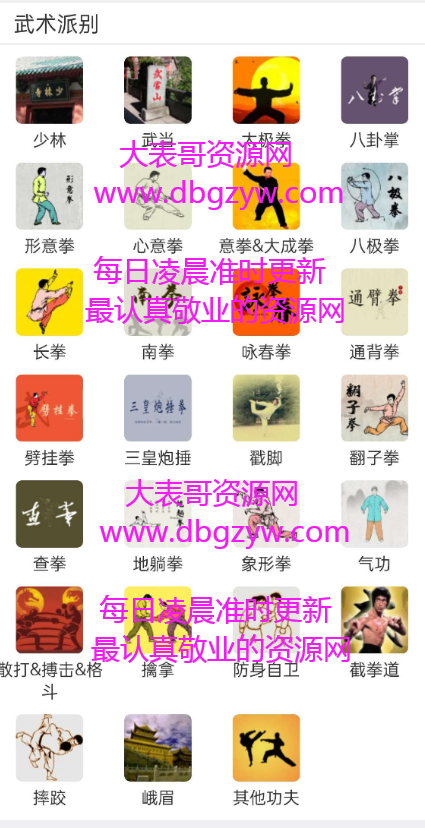 武术派别
少林寺
武當山
八卦掌
少林
武当
太极拳
八卦掌
大表哥资源网
www.dbgzyw.com
形意拳
八极拳
形意拳
心意拳
意拳&大成拳
八极拳
每日凌晨准时更新
最认真敬业的资源网
南拳
咏春拳
通臂拳
长拳
南拳
咏春拳
通背拳
劈挂拳
三皇炮捶拳
翻子拳
劈挂拳
三皇炮捶
戳脚
翻子拳
大表哥资源网
www.dbgzyw.com
查拳
查拳
地躺拳
象形拳
气功
每日凌晨准时更新
最认真敬业的资源网
散打&搏击&格斗
擒拿
防身自卫
截拳道
摔跤
峨眉
其他功夫